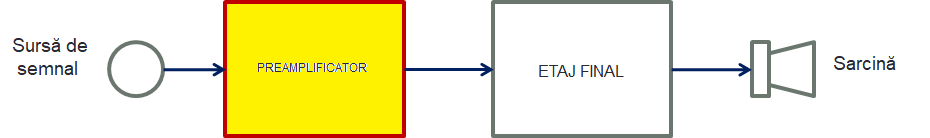 Sursă de
semnal
PREAMPLIFICATOR
ETAJ FINAL
Sarcină